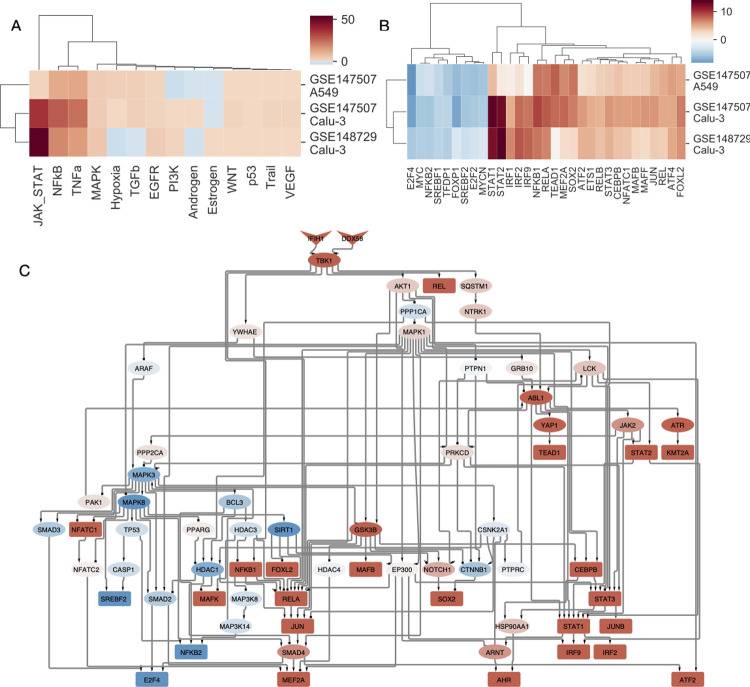 A
50
0
GSE147507
A549
GSE147507
Calu-3
GSE148729
Calu-3
JAK_STAT
NFkB
TNFa
MAPK
Hypoxia
TGFb
EGFR
PI3K
Androgen
Estrogen
WNT
p53
Trail
VEGF
B
10
0
GSE147507
A549
GSE147507
Calu-3
GSE148729
Calu-3
E2F4
MYC
NFKB2
SREBF1
TFDP1
FOXP1
SREBF2
E2F2
MYCN
STAT1
STAT2
IRF1
IRF2
IRF9
NFKB1
RELA
TEAD1
MEF2A
SOX2
ATF2
ETS1
RELB
STAT3
CEBPB
NFATC1
MAFB
MAFF
JUN
REL
ATF4
FOXL2
C
IFIH1 DDX58
TBK1
AKT1 REL SQSTM1
PPP1CA NTRK1
YWHAE MAPK1
ARAF PTPN1 GRB10 LCK
ABL1
YAP1 JAK2 ATR
PPP2CA PRKCD TEAD1 STAT2 KMT2A
MAPK3
PAK1 MAPK8 BCL3
SMAD3 NFATC1 TP53 PPARG HDAC3 SIRT1 GSK3B CSNK2A1
NFATC2 CASP1 HDAC1 NFKB1 FOXL2 HDAC4 MAFB EP300 NOTCH1 CTNNB1 PTPRC CEBPB
SREBF2 SMAD2 MAFK MAP3K8 RELA SOX2 STAT3
MAP3K14 JUN HSP90AA1 STAT1 JUNB
NFKB2 SMAD4 ARNT IRF9 IRF2
E2F4 MEF2A AHR ATF2